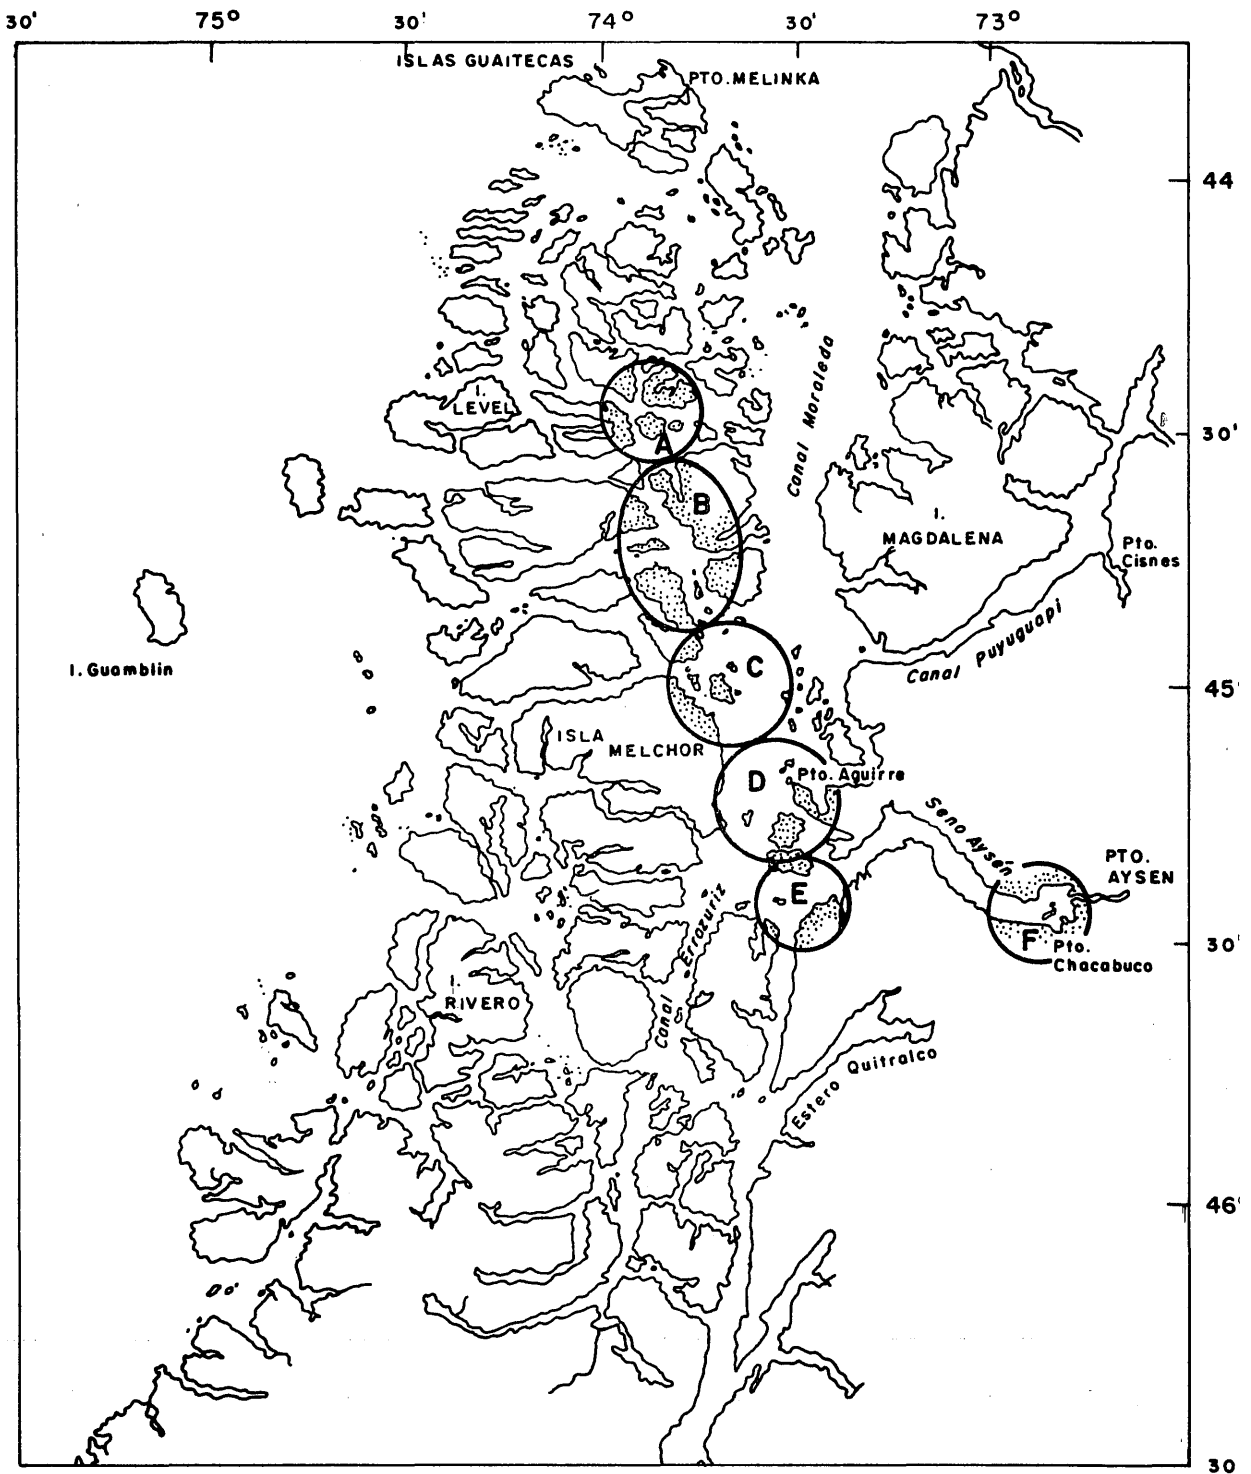 30'
75°
30'
74°
30'
73°
ISLAS GUAITECAS
PTO. MELINKA
44
Canal Moraleda
I.
LEVEL
A
30'
B
I.
MAGDALENA
Pto.
Cisnes
I. Guamblin
Canal Puyuguapi
C
45°
ISLA
MELCHOR
D
Pto. Aguirre
Seno Aysén
PTO.
AYSEN
E
F
Pto.
Chacabuco
30'
Canal Errazuriz
I.
RIVERO
Estero Quitralco
46°
30